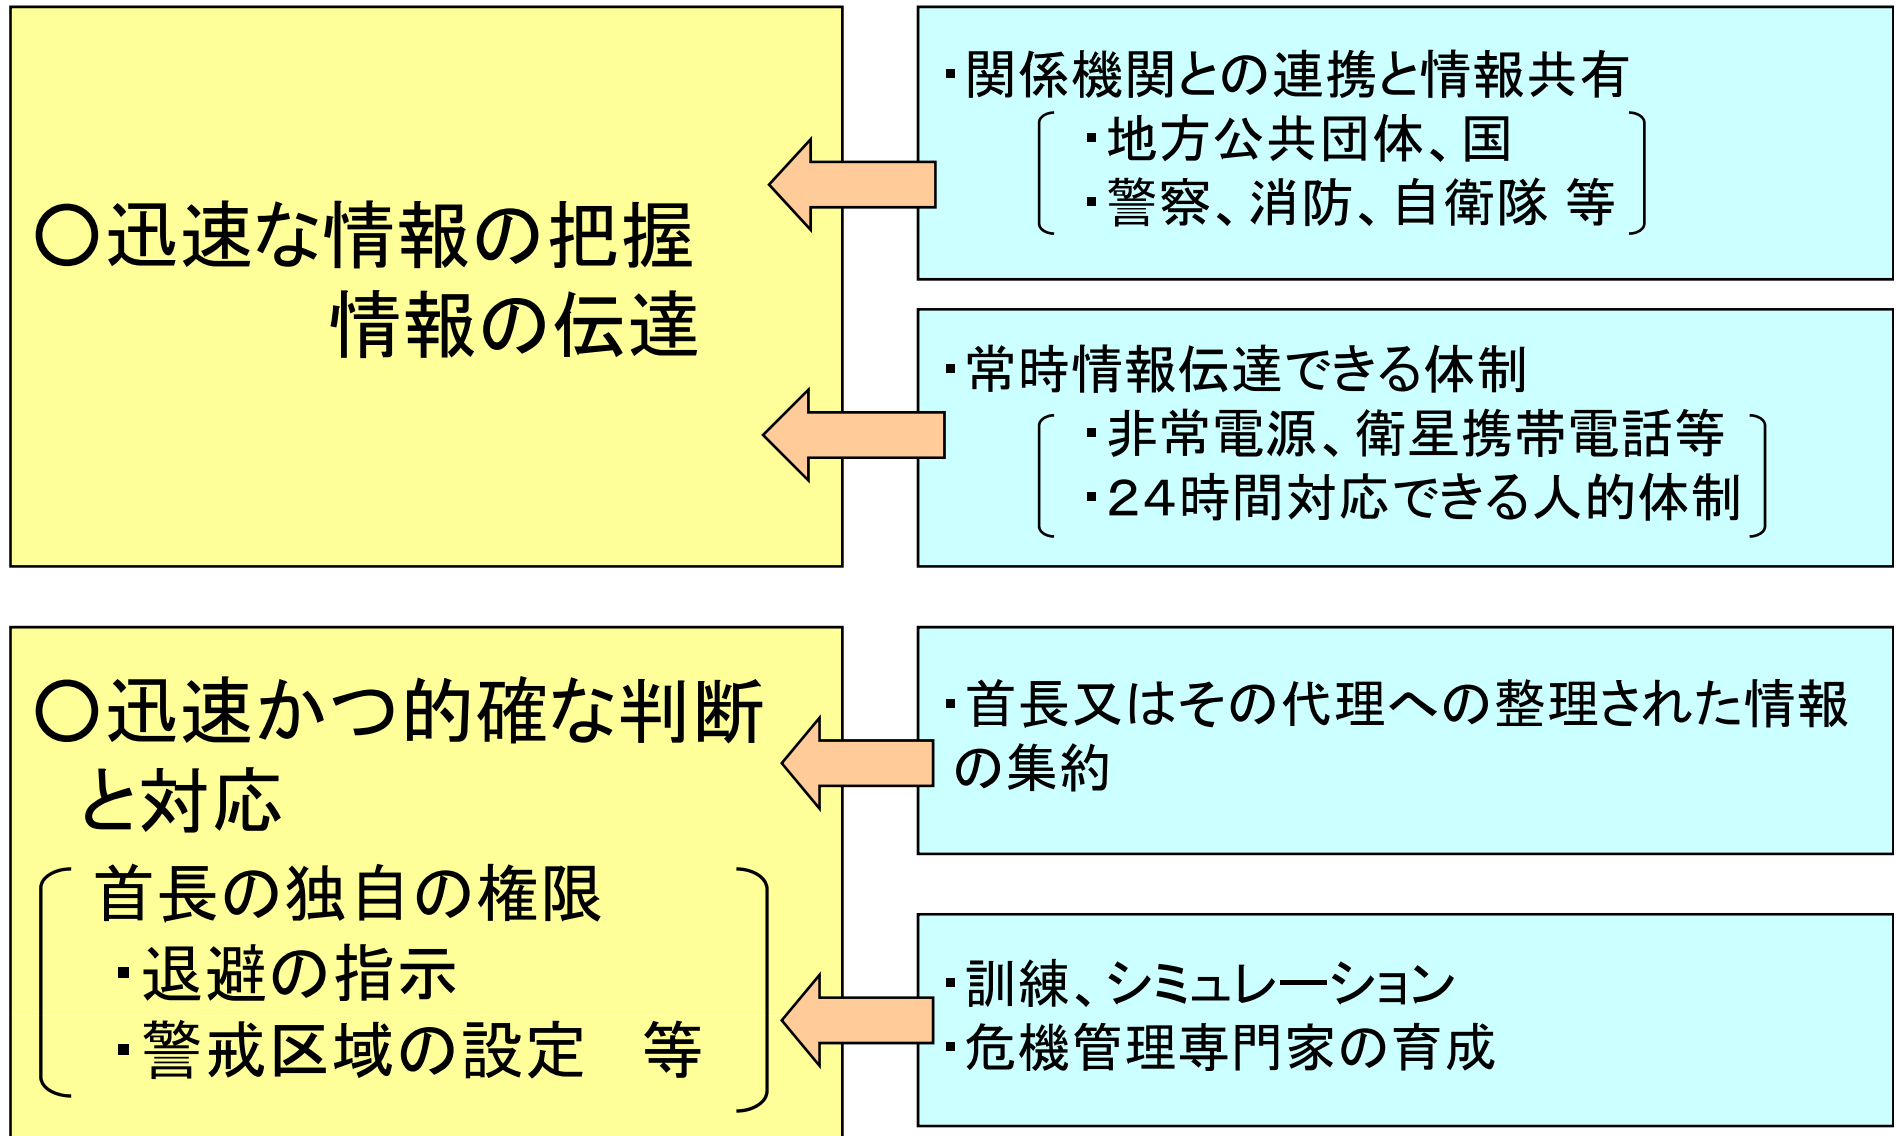 ○迅速な情報の把握
情報の伝達
・関係機関との連携と情報共有
・地方公共団体、国
・警察、消防、自衛隊 等
・常時情報伝達できる体制
・非常電源、衛星携帯電話等
・２４時間対応できる人的体制
○迅速かつ的確な判断
と対応
首長の独自の権限
・退避の指示
・警戒区域の設定　等
・首長又はその代理への整理された情報
の集約
・訓練、シミュレーション
・危機管理専門家の育成